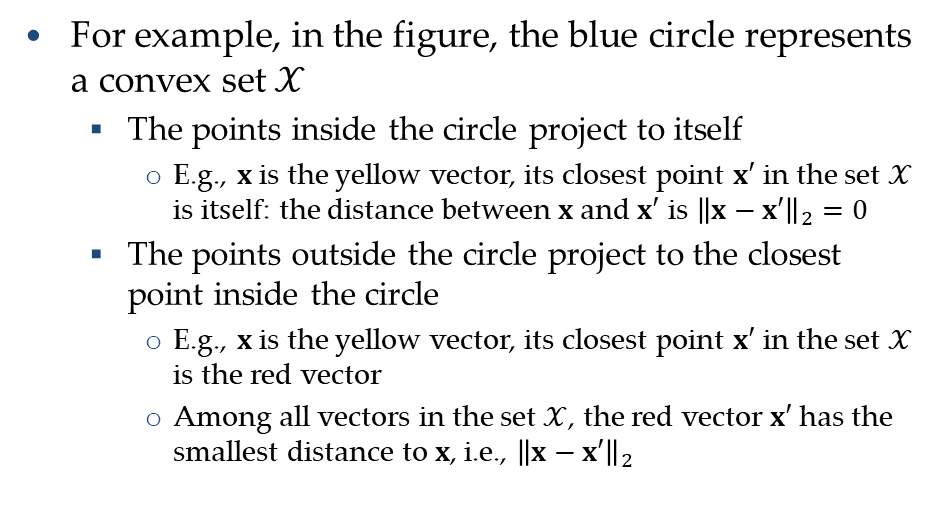 • For example, in the figure, the blue circle represents
a convex set 𝒳
▪ The points inside the circle project to itself
o E.g., x is the yellow vector, its closest point x′ in the set 𝒳
is itself: the distance between x and x′ is ‖x − x′‖₂ = 0
▪ The points outside the circle project to the closest
point inside the circle
o E.g., x is the yellow vector, its closest point x′ in the set 𝒳
is the red vector
o Among all vectors in the set 𝒳, the red vector x′ has the
smallest distance to x, i.e., ‖x − x′‖₂